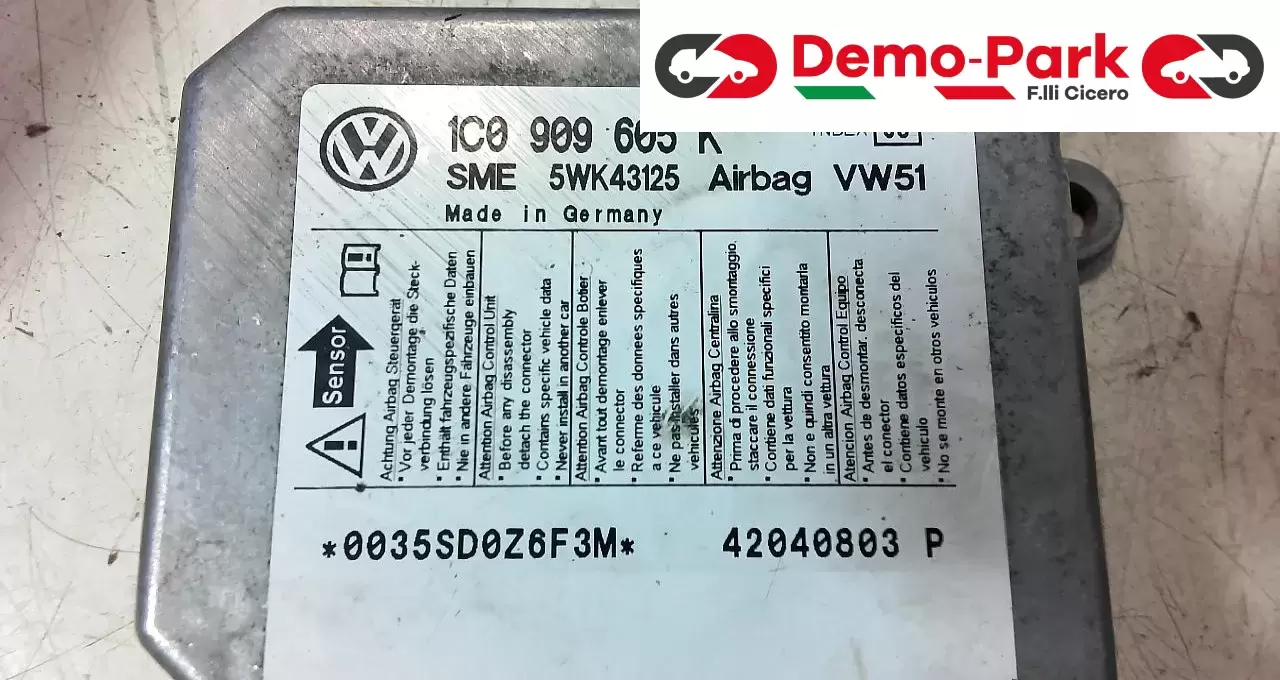 Demo-Park
F.lli Cicero
1C0 909 605 K
SME 5WK43125 Airbag VW51
Made in Germany
Sensor
Achtung Airbag Steuergerät
• Vor jeder Demontage die Steck-
verbindung lösen
• Enthält fahrzeugspezifische Daten
• Nie in andere Fahrzeuge einbauen
Attention Airbag Control Unit
• Before any disassembly
detach the connector
• Contains specific vehicle data
• Never install in another car
Attention Airbag Controle Boitier
• Avant tout demontage enlever
le connector
• Referme des donnees specifiques
a ce vehicule
• Ne pas installer dans autres
vehicules
Attenzione Airbag Centralina
• Prima di procedere allo smontaggio,
staccare il connessione
• Contiene dati funzionali specifici
per la vettura
• Non e quindi consentito montarla
in un altra vettura
Atencion Airbag Control Equipo
• Antes de desmontar, desconecta
el conector
• Contiene datos especificos del
vehiculo
• No se monte en otros vehiculos
*0035SD0Z6F3M* 42040803 P